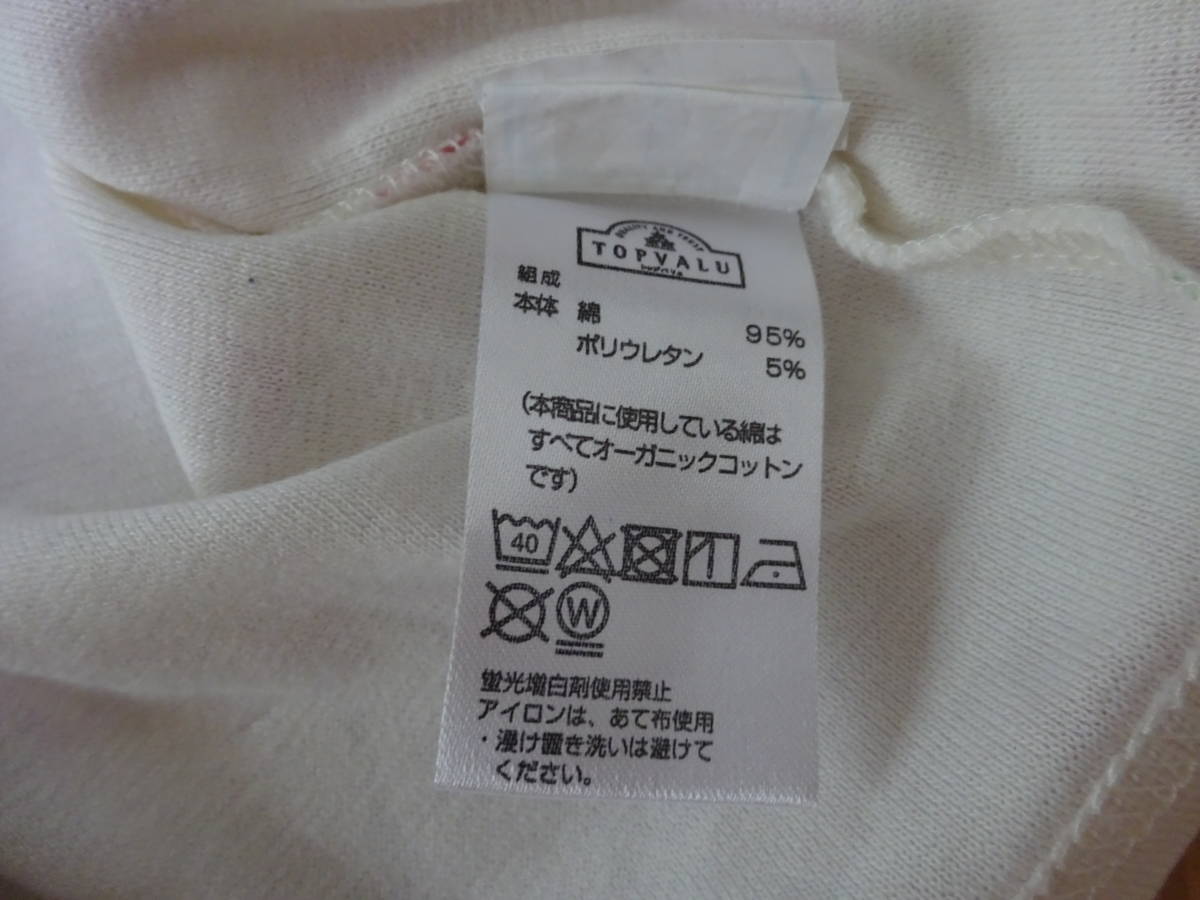 TOPVALU
組成
本体 綿 95%
ポリウレタン 5%
(本商品に使用している綿は
すべてオーガニックコットン
です)
40
W
蛍光増白剤使用禁止
アイロンは、あて布使用
・浸け置き洗いは避けて
ください。